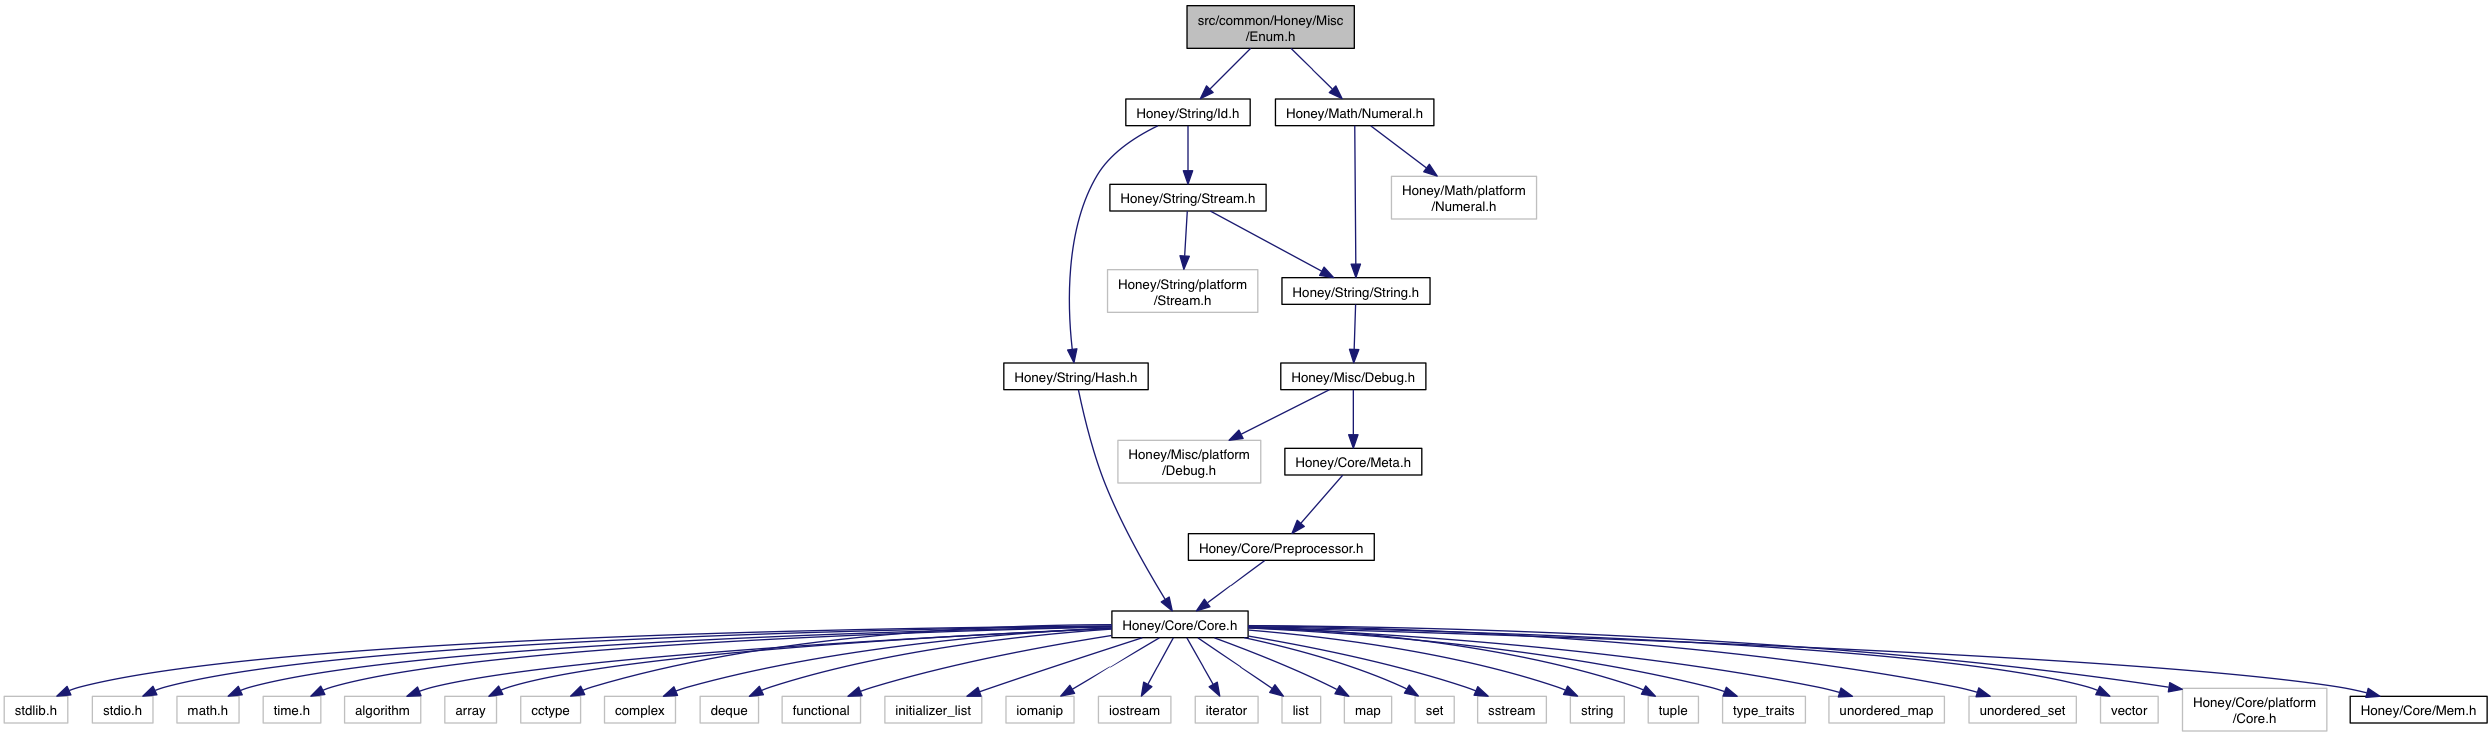 src/common/Honey/Misc
/Enum.h
Honey/String/Id.h
Honey/Math/Numeral.h
Honey/String/Stream.h
Honey/Math/platform
/Numeral.h
Honey/String/platform
/Stream.h
Honey/String/String.h
Honey/String/Hash.h
Honey/Misc/Debug.h
Honey/Misc/platform
/Debug.h
Honey/Core/Meta.h
Honey/Core/Preprocessor.h
Honey/Core/Core.h
stdlib.h
stdio.h
math.h
time.h
algorithm
array
cctype
complex
deque
functional
initializer_list
iomanip
iostream
iterator
list
map
set
sstream
string
tuple
type_traits
unordered_map
unordered_set
vector
Honey/Core/platform
/Core.h
Honey/Core/Mem.h